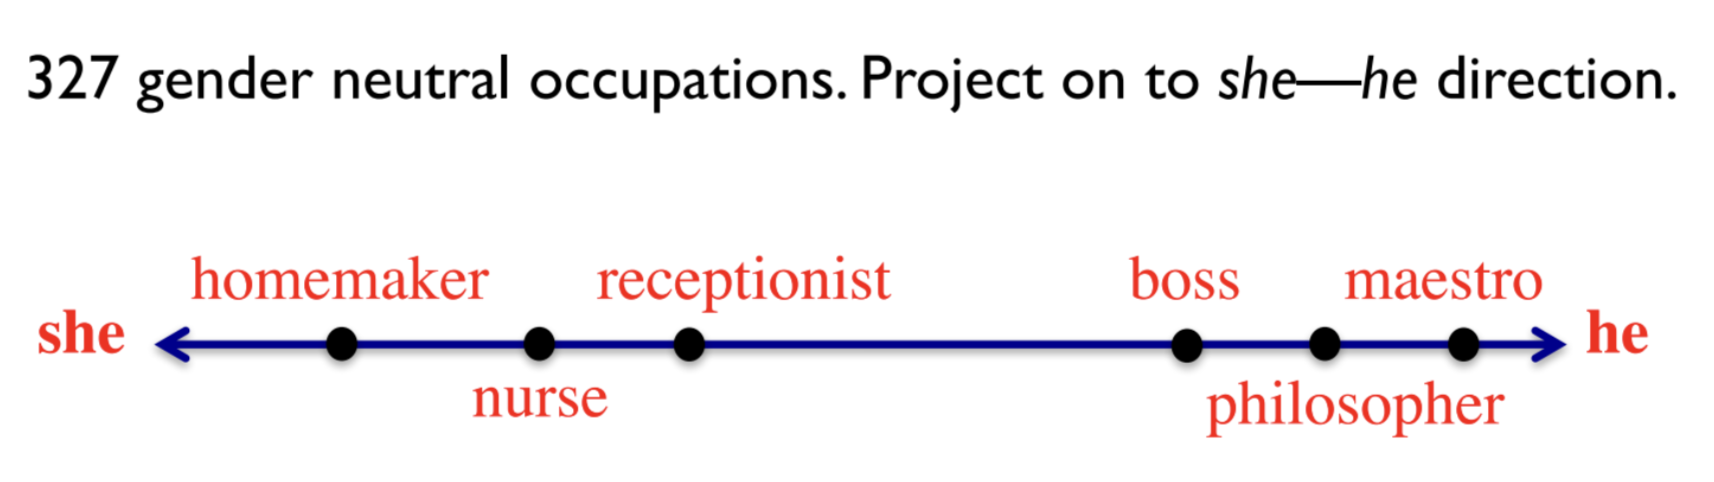 327 gender neutral occupations. Project on to she—he direction.
homemaker receptionist boss maestro
she he
nurse philosopher